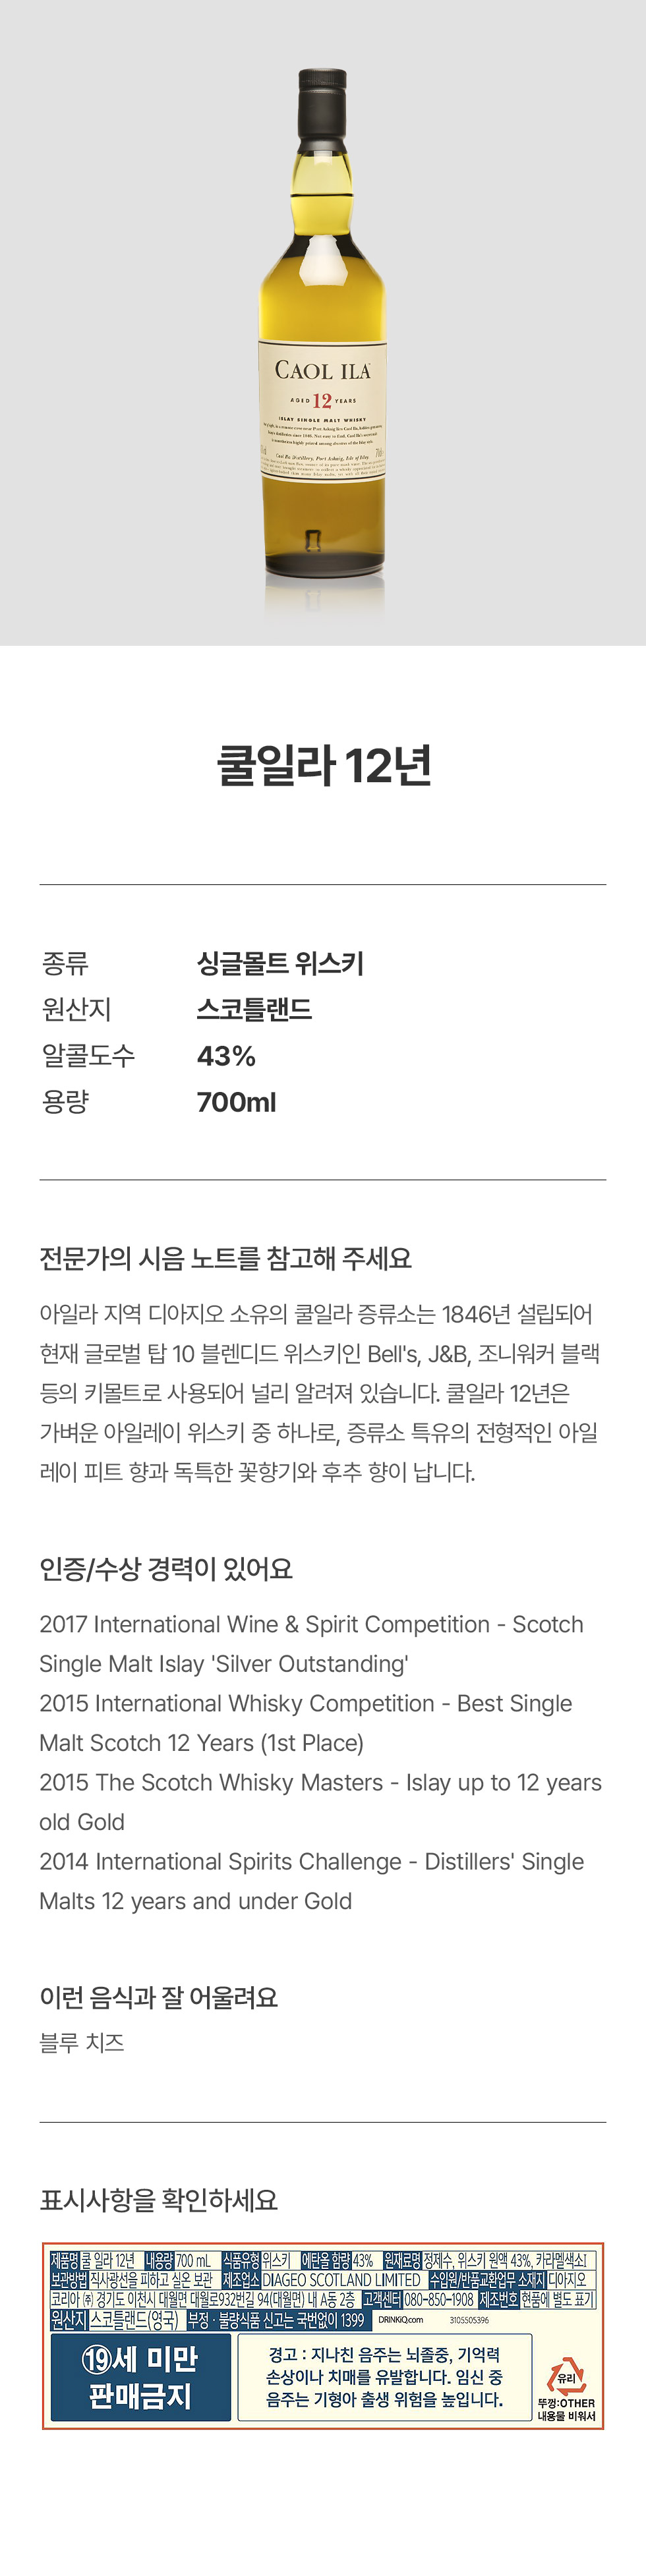 CAOL ILA
AGED 12 YEARS
ISLAY SINGLE MALT WHISKY
Caol Ila Distillery, Port Askaig, Isle of Islay
쿨일라 12년
종류 싱글몰트 위스키
원산지 스코틀랜드
알콜도수 43%
용량 700ml
전문가의 시음 노트를 참고해 주세요
아일라 지역 디아지오 소유의 쿨일라 증류소는 1846년 설립되어
현재 글로벌 탑 10 블렌디드 위스키인 Bell's, J&B, 조니워커 블랙
등의 키몰트로 사용되어 널리 알려져 있습니다. 쿨일라 12년은
가벼운 아일레이 위스키 중 하나로, 증류소 특유의 전형적인 아일
레이 피트 향과 독특한 꽃향기와 후추 향이 납니다.
인증/수상 경력이 있어요
2017 International Wine & Spirit Competition - Scotch
Single Malt Islay 'Silver Outstanding'
2015 International Whisky Competition - Best Single
Malt Scotch 12 Years (1st Place)
2015 The Scotch Whisky Masters - Islay up to 12 years
old Gold
2014 International Spirits Challenge - Distillers' Single
Malts 12 years and under Gold
이런 음식과 잘 어울려요
블루 치즈
표시사항을 확인하세요
제품명 쿨 일라 12년 내용량 700 mL 식품유형 위스키 에탄올 함량 43% 원재료명 정제수, 위스키 원액 43%, 카라멜색소I
보관방법 직사광선을 피하고 실온 보관 제조업소 DIAGEO SCOTLAND LIMITED 수입원/반품교환업무 소재지 디아지오
코리아 ㈜ 경기도 이천시 대월면 대월로932번길 94(대월면) 내 A동 2층 고객센터 080-850-1908 제조번호 현품에 별도 표기
원산지 스코틀랜드(영국) 부정 · 불량식품 신고는 국번없이 1399 DRiNKiQ.com 3105505396
⑲세 미만
판매금지
경고 : 지나친 음주는 뇌졸중, 기억력
손상이나 치매를 유발합니다. 임신 중
음주는 기형아 출생 위험을 높입니다.
유리
뚜껑:OTHER
내용물 비워서